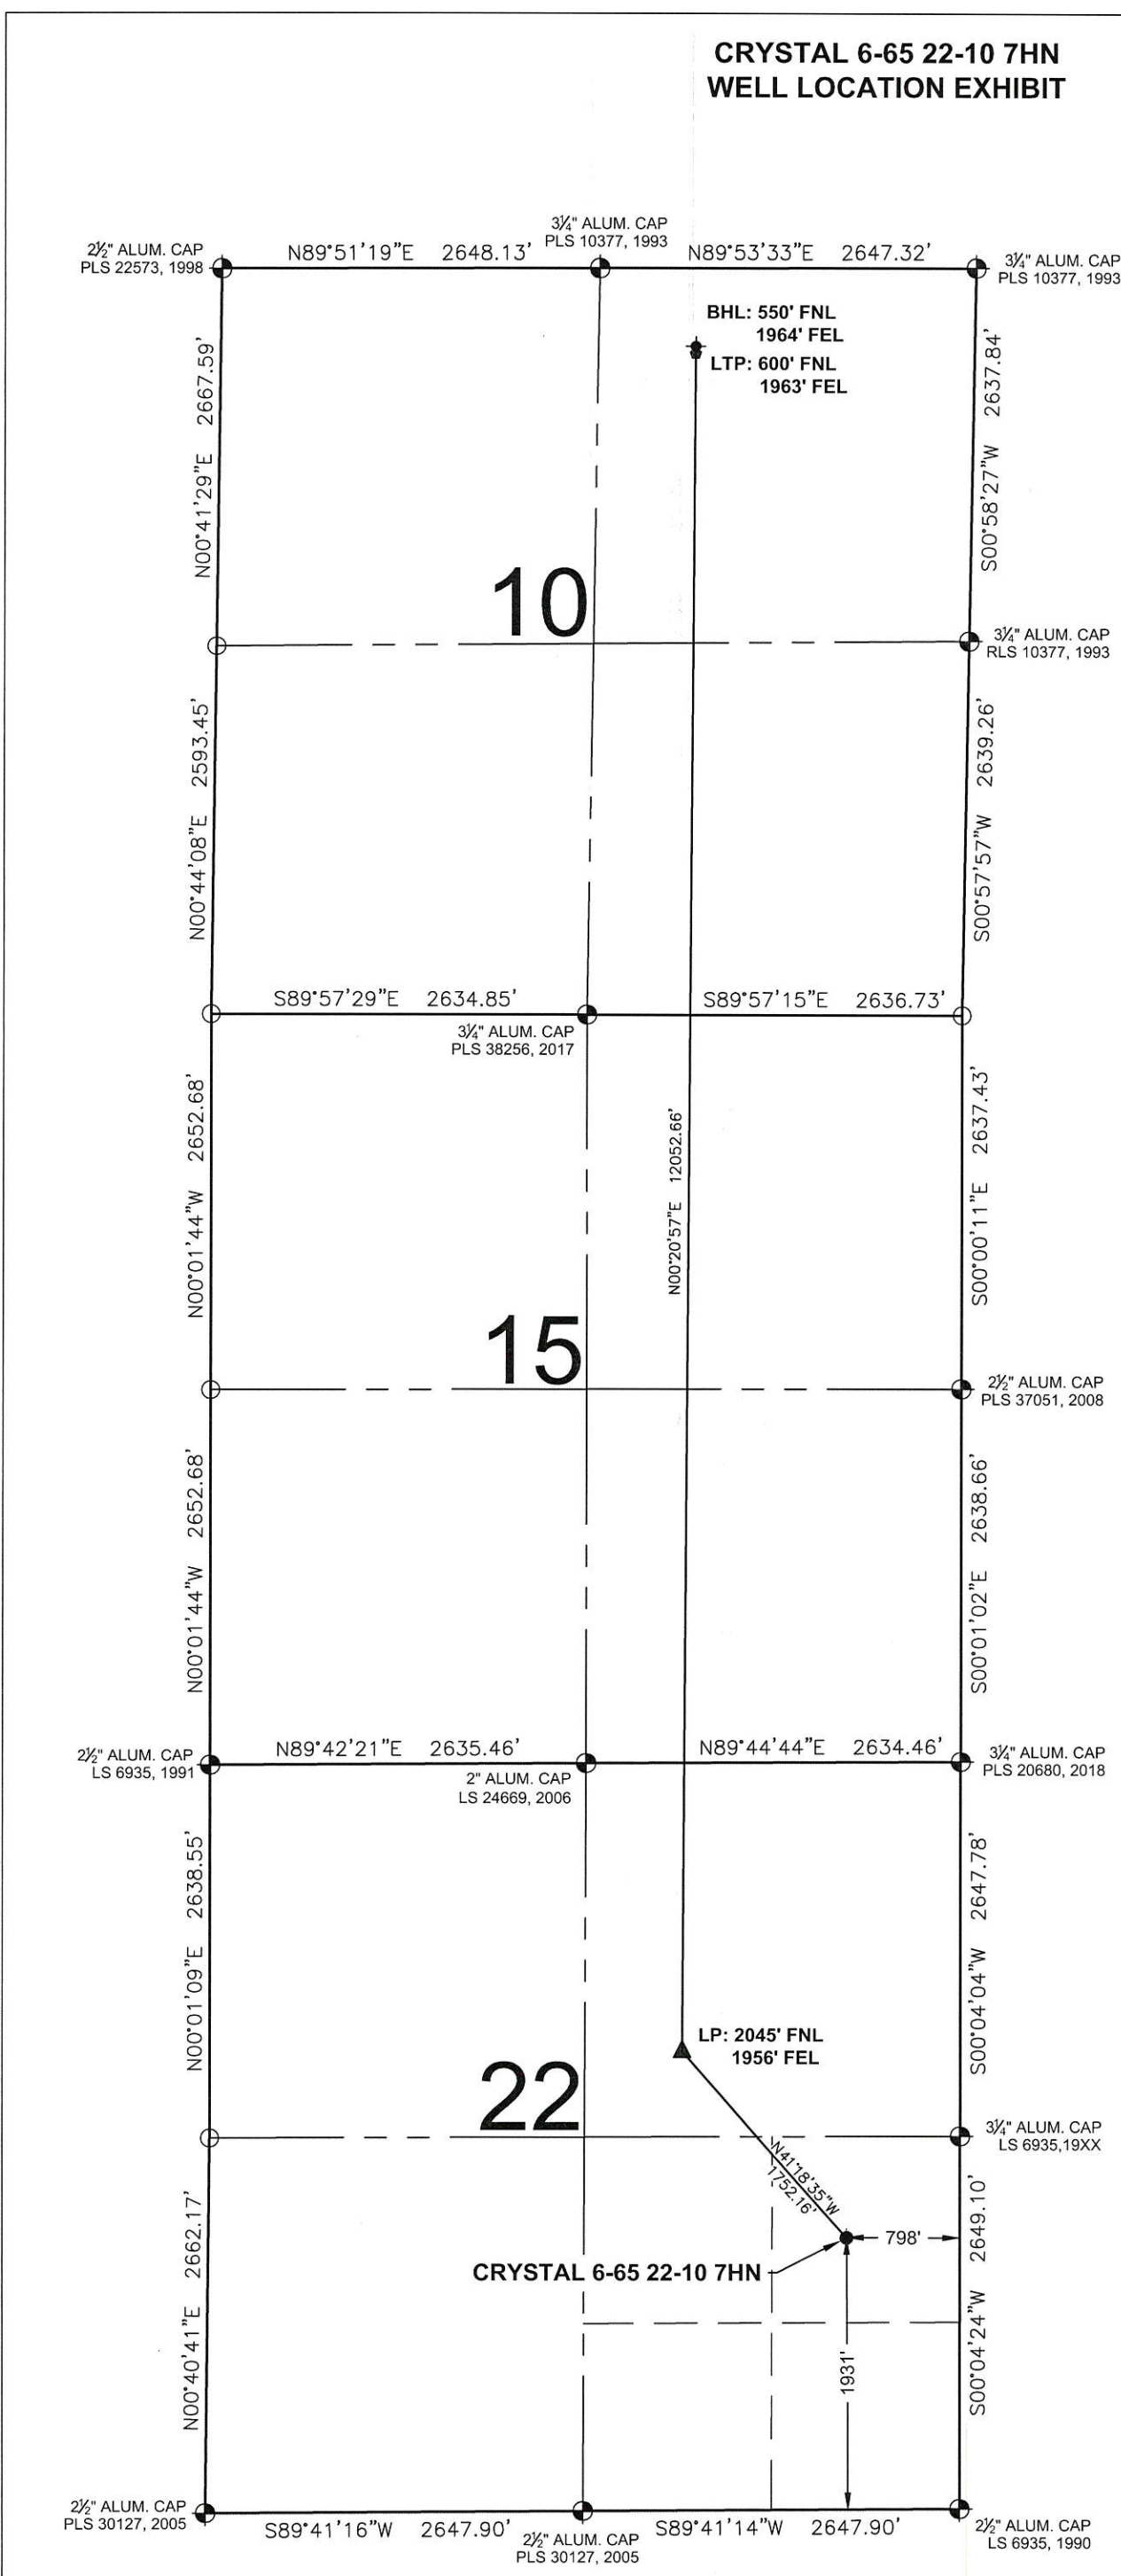 CRYSTAL 6-65 22-10 7HN
WELL LOCATION EXHIBIT
3¼" ALUM. CAP
PLS 10377, 1993
2½" ALUM. CAP
PLS 22573, 1998
N89°51'19"E 2648.13'
N89°53'33"E 2647.32'
3¼" ALUM. CAP
PLS 10377, 1993
BHL: 550' FNL
1964' FEL
LTP: 600' FNL
1963' FEL
N00°41'29"E 2667.59'
S00°58'27"W 2637.84'
10
3¼" ALUM. CAP
RLS 10377, 1993
N00°44'08"E 2593.45'
S00°57'57"W 2639.26'
S89°57'29"E 2634.85'
S89°57'15"E 2636.73'
3¼" ALUM. CAP
PLS 38256, 2017
N00°01'44"W 2652.68'
N00°20'57"E 12052.66'
S00°00'11"E 2637.43'
15
2½" ALUM. CAP
PLS 37051, 2008
N00°01'44"W 2652.68'
S00°01'02"E 2638.66'
2½" ALUM. CAP
LS 6935, 1991
N89°42'21"E 2635.46'
N89°44'44"E 2634.46'
3¼" ALUM. CAP
PLS 20680, 2018
2" ALUM. CAP
LS 24669, 2006
N00°01'09"E 2638.55'
S00°04'04"W 2647.78'
LP: 2045' FNL
1956' FEL
22
3¼" ALUM. CAP
LS 6935,19XX
N41°18'35"W
1752.16'
798'
CRYSTAL 6-65 22-10 7HN
N00°40'41"E 2662.17'
S00°04'24"W 2649.10'
1931'
2½" ALUM. CAP
PLS 30127, 2005
S89°41'16"W 2647.90'
2½" ALUM. CAP
PLS 30127, 2005
S89°41'14"W 2647.90'
2½" ALUM. CAP
LS 6935, 1990